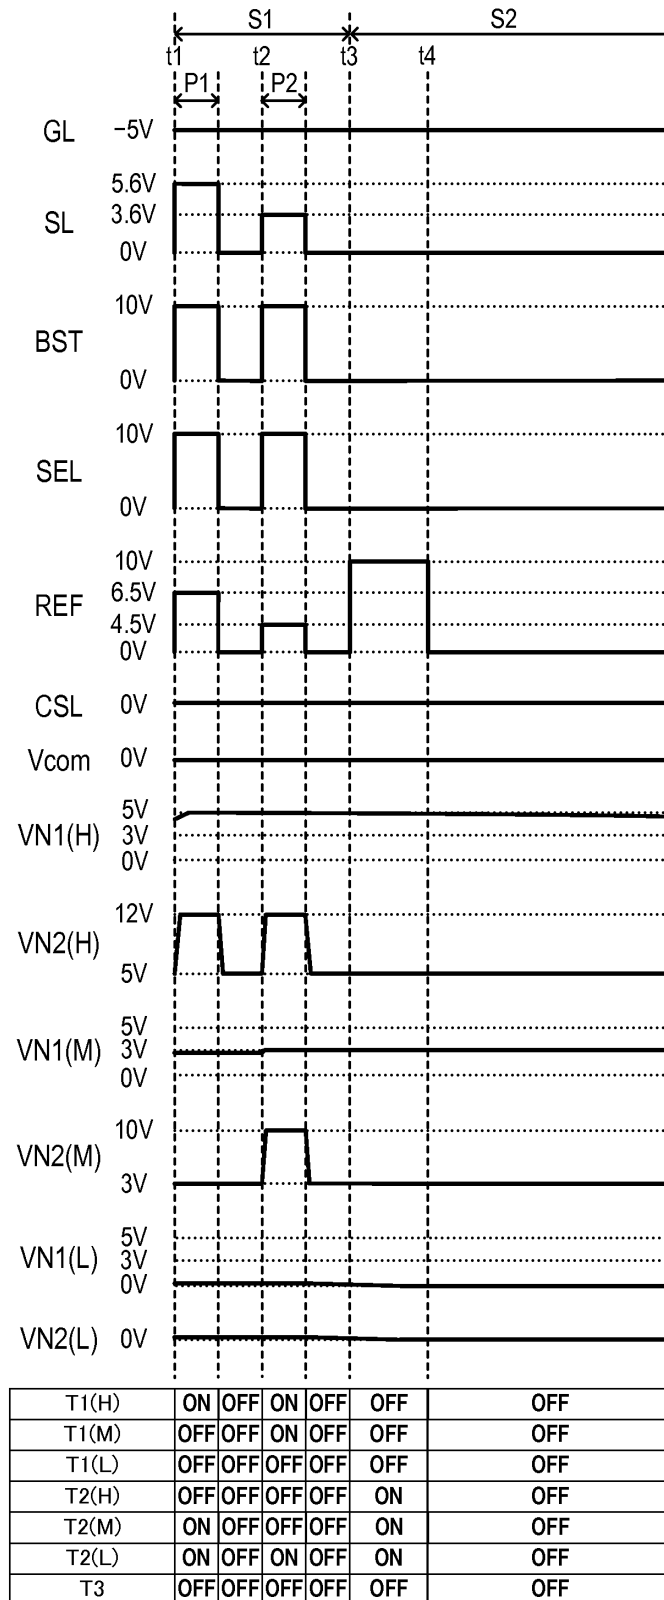 S1 S2
t1 t2 t3 t4
P1 P2
GL −5V
5.6V
SL 3.6V
0V
10V
BST
0V
10V
SEL
0V
10V
6.5V
REF
4.5V
0V
CSL 0V
Vcom 0V
5V
VN1(H) 3V
0V
12V
VN2(H)
5V
5V
VN1(M) 3V
0V
10V
VN2(M)
3V
5V
VN1(L) 3V
0V
VN2(L) 0V
T1(H) ON OFF ON OFF OFF OFF
T1(M) OFF OFF ON OFF OFF OFF
T1(L) OFF OFF OFF OFF OFF OFF
T2(H) OFF OFF OFF OFF ON OFF
T2(M) ON OFF OFF OFF ON OFF
T2(L) ON OFF ON OFF ON OFF
T3 OFF OFF OFF OFF OFF OFF